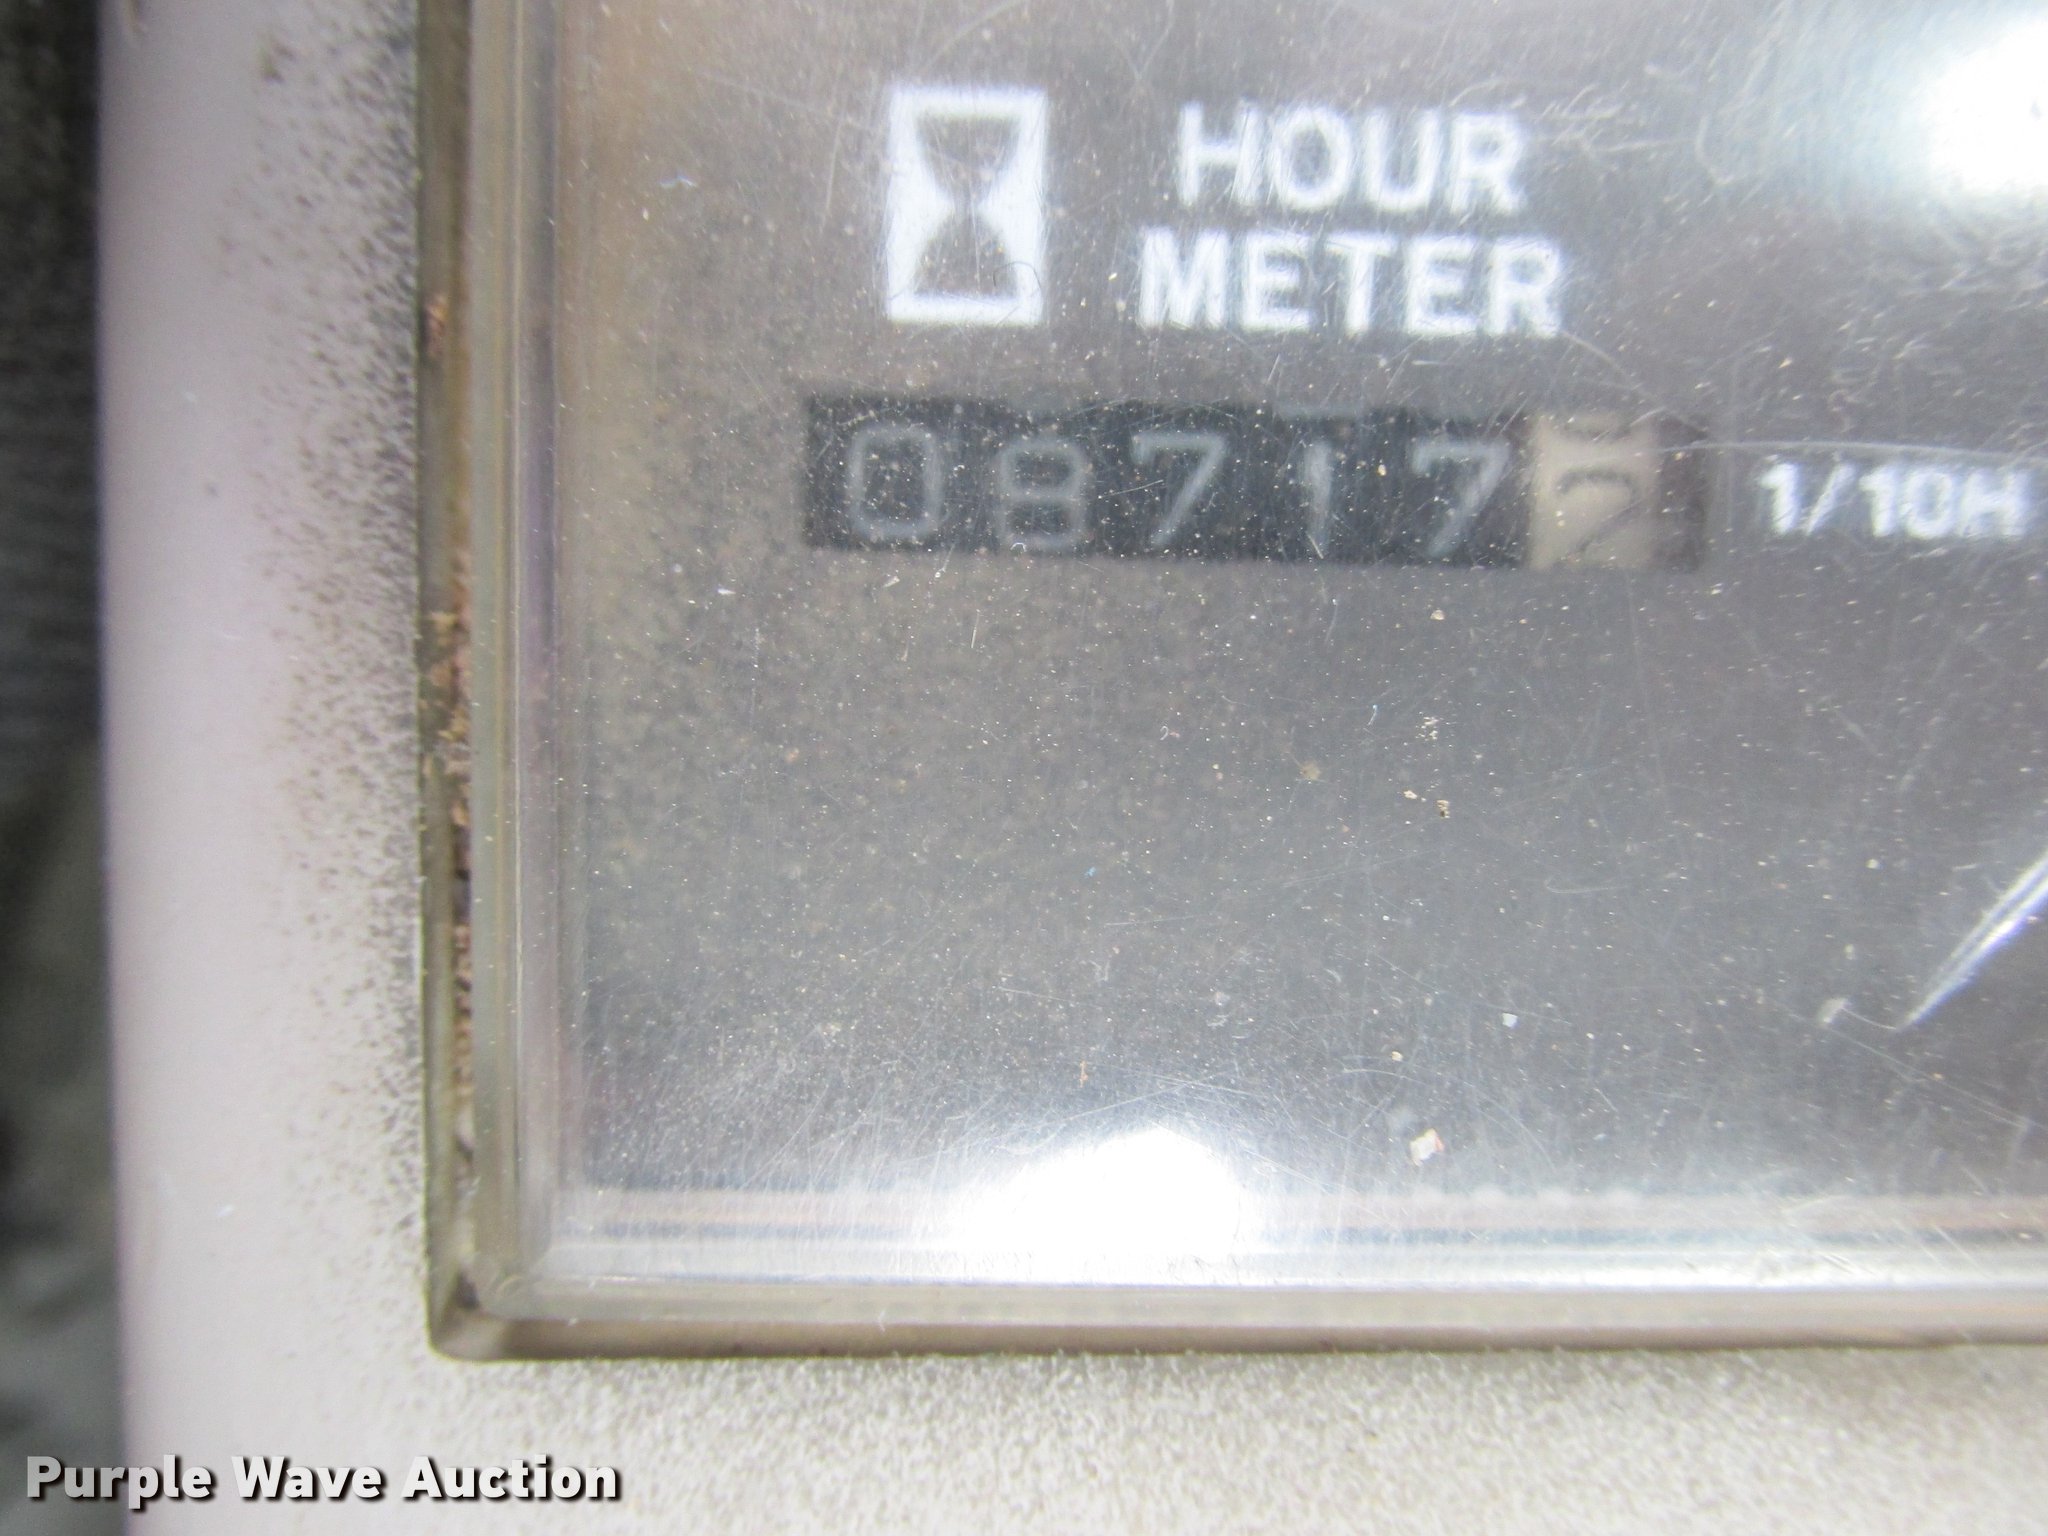 HOUR
METER
08717
1/10H
Purple Wave Auction